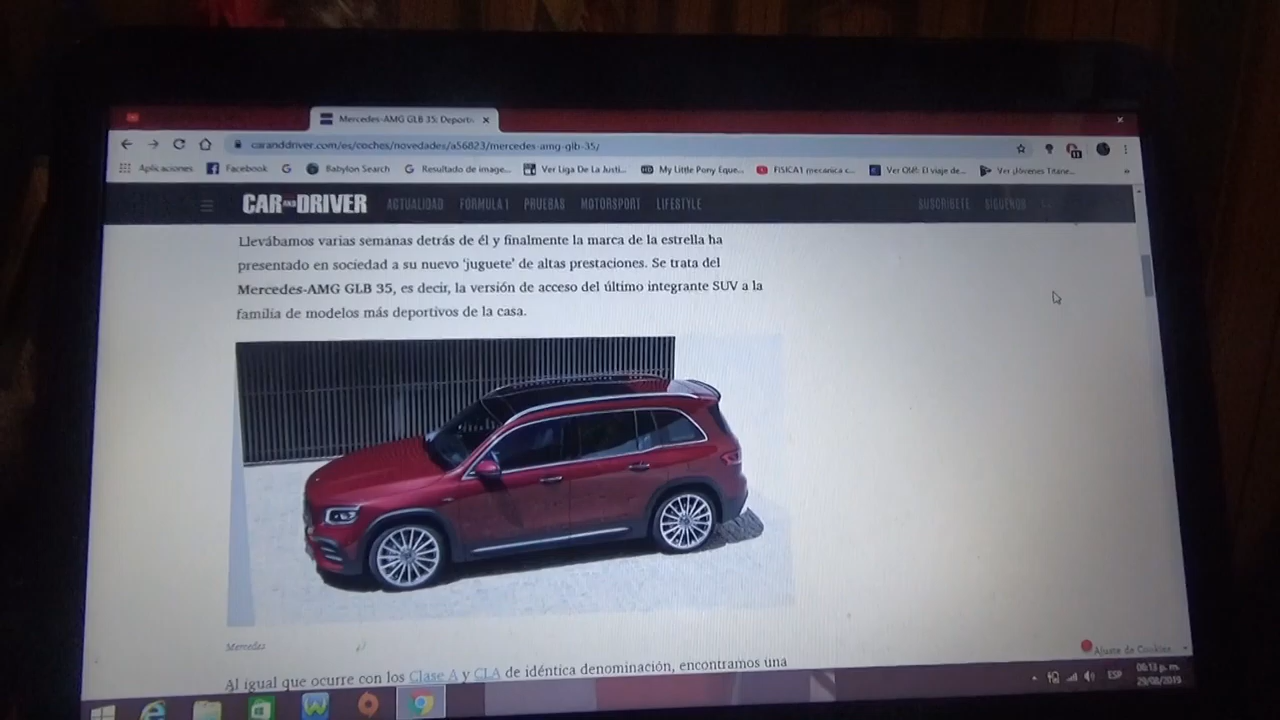 Mercedes-AMG GLB 35: Deporti
caranddriver.com/es/coches/novedades/a56823/mercedes-amg-glb-35/
Aplicaciones Facebook Babylon Search Resultado de image... Ver Liga De La Justi... My Little Pony Eque... FISICA1 mecanica c... Ver Olé!: El viaje de... Ver Jóvenes Titane...
CAR AND DRIVER ACTUALIDAD FORMULA 1 PRUEBAS MOTORSPORT LIFESTYLE SUSCRÍBETE SÍGUENOS
Llevábamos varias semanas detrás de él y finalmente la marca de la estrella ha
presentado en sociedad a su nuevo 'juguete' de altas prestaciones. Se trata del
Mercedes-AMG GLB 35, es decir, la versión de acceso del último integrante SUV a la
familia de modelos más deportivos de la casa.
Mercedes
Al igual que ocurre con los Clase A y CLA de idéntica denominación, encontramos una
Ajuste de Cookies
ESP
06:13 p. m.
29/08/2019